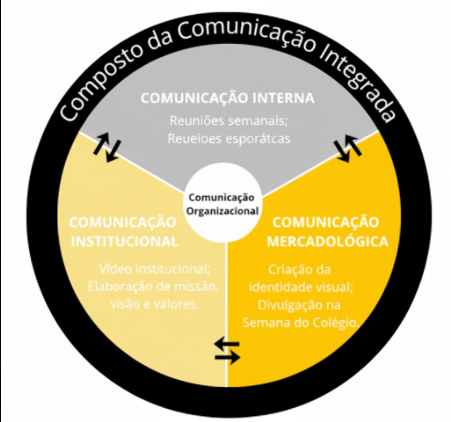 Composto da Comunicação Integrada
COMUNICAÇÃO INTERNA
Reuniões semanais;
Reueioes esporátcas
Comunicação
Organizacional
COMUNICAÇÃO
INSTITUCIONAL
Vídeo institucional;
Elaboração de missão,
visão e valores.
COMUNICAÇÃO
MERCADOLÓGICA
Criação da
identidade visual;
Divulgação na
Semana do Colégio.